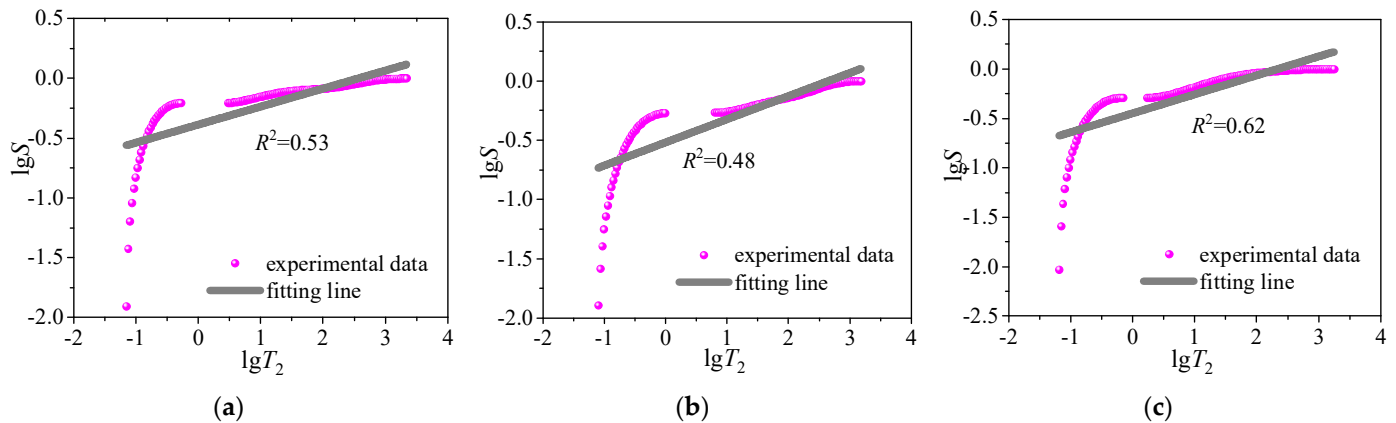 0.5
0.0
-0.5
-1.0
-1.5
-2.0
lgS
R²=0.53
experimental data
fitting line
-2 -1 0 1 2 3 4
lgT₂
(a)
0.5
0.0
-0.5
-1.0
-1.5
-2.0
lgS
R²=0.48
experimental data
fitting line
-2 -1 0 1 2 3 4
lgT₂
(b)
0.5
0.0
-0.5
-1.0
-1.5
-2.0
-2.5
lgS
R²=0.62
experimental data
fitting line
-2 -1 0 1 2 3 4
lgT₂
(c)